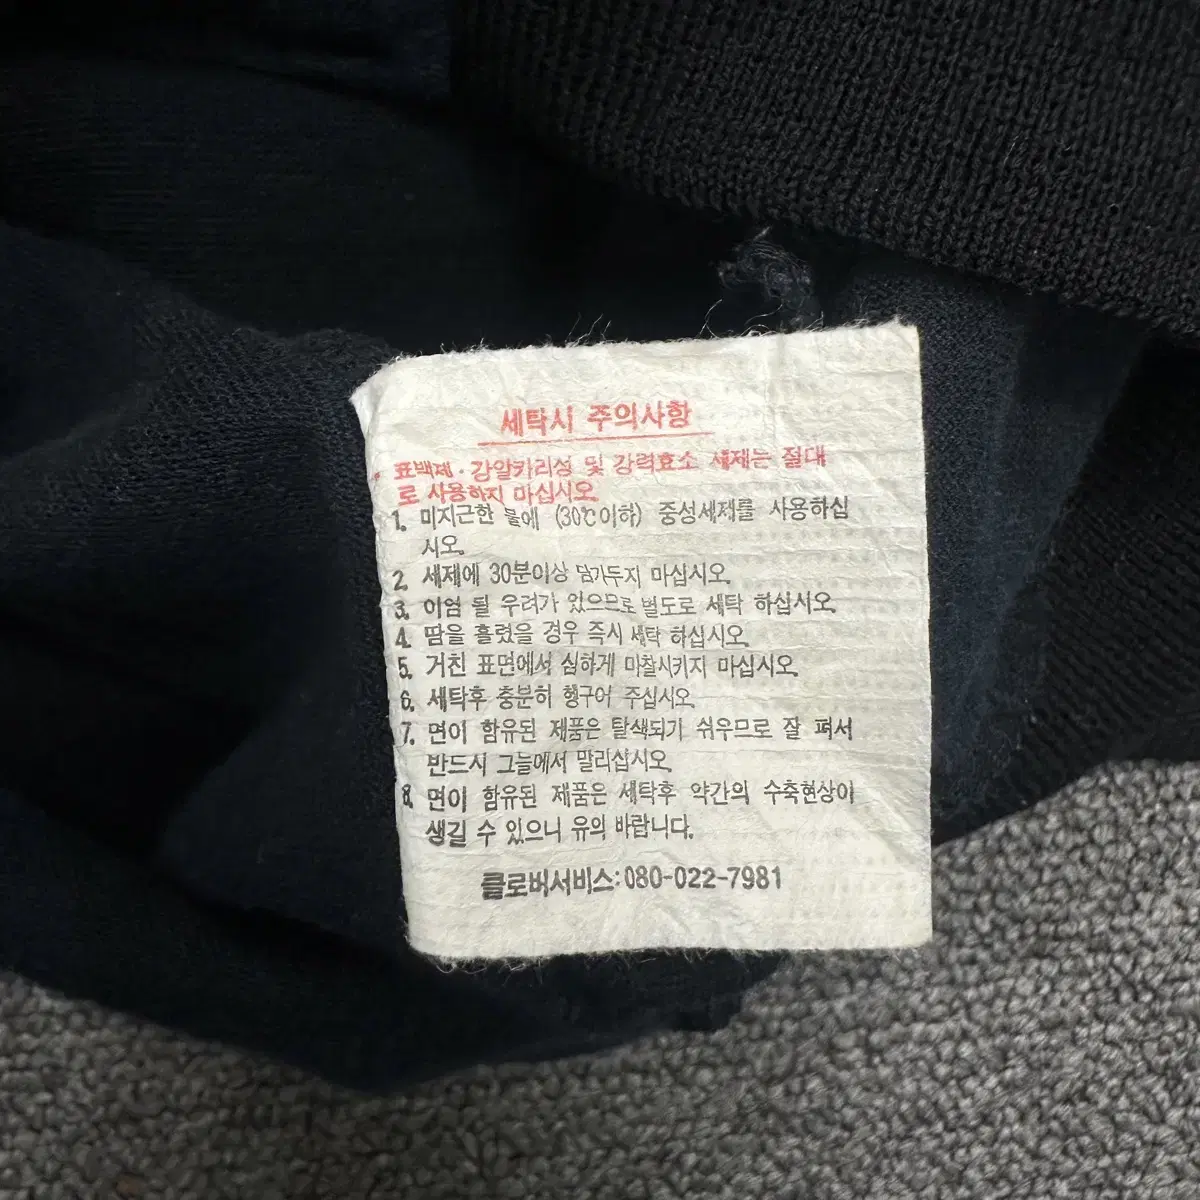 세탁시 주의사항
표백제·강알카리성 및 강력효소 세재는 절대
로 사용하지 마십시오
1. 미지근한 물에 (30℃이하) 중성세제를 사용하십
시오.
2. 세제에 30분이상 담가두지 마십시오.
3. 이염 될 우려가 있으므로 별도로 세탁 하십시오.
4. 땀을 흘렸을 경우 즉시 세탁 하십시오.
5. 거친 표면에서 심하게 마찰시키지 마십시오.
6. 세탁후 충분히 헹구어 주십시오.
7. 면이 함유된 제품은 탈색되기 쉬우므로 잘 펴서
반드시 그늘에서 말리십시오.
8. 면이 함유된 제품은 세탁후 약간의 수축현상이
생길 수 있으니 유의 바랍니다.
클로버서비스:080-022-7981